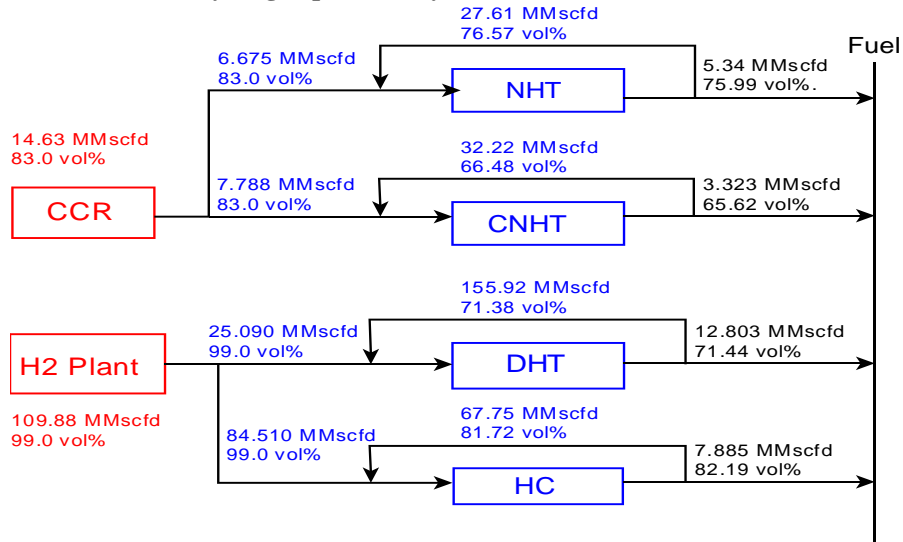 27.61 MMscfd
76.57 vol%
Fuel
6.675 MMscfd
83.0 vol%
NHT
5.34 MMscfd
75.99 vol%.
14.63 MMscfd
83.0 vol%
CCR
32.22 MMscfd
66.48 vol%
7.788 MMscfd
83.0 vol%
CNHT
3.323 MMscfd
65.62 vol%
155.92 MMscfd
71.38 vol%
25.090 MMscfd
99.0 vol%
H2 Plant
DHT
12.803 MMscfd
71.44 vol%
109.88 MMscfd
99.0 vol%
67.75 MMscfd
81.72 vol%
84.510 MMscfd
99.0 vol%
HC
7.885 MMscfd
82.19 vol%